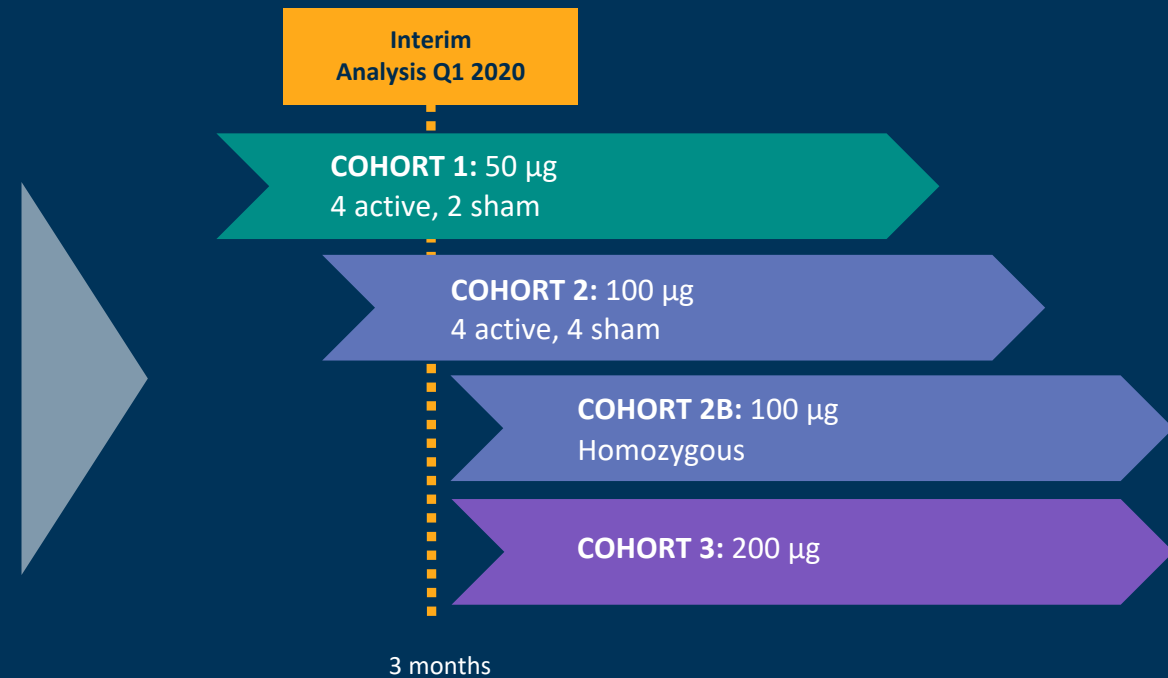 Interim
Analysis Q1 2020
COHORT 1: 50 µg
4 active, 2 sham
COHORT 2: 100 µg
4 active, 4 sham
COHORT 2B: 100 µg
Homozygous
COHORT 3: 200 µg
3 months